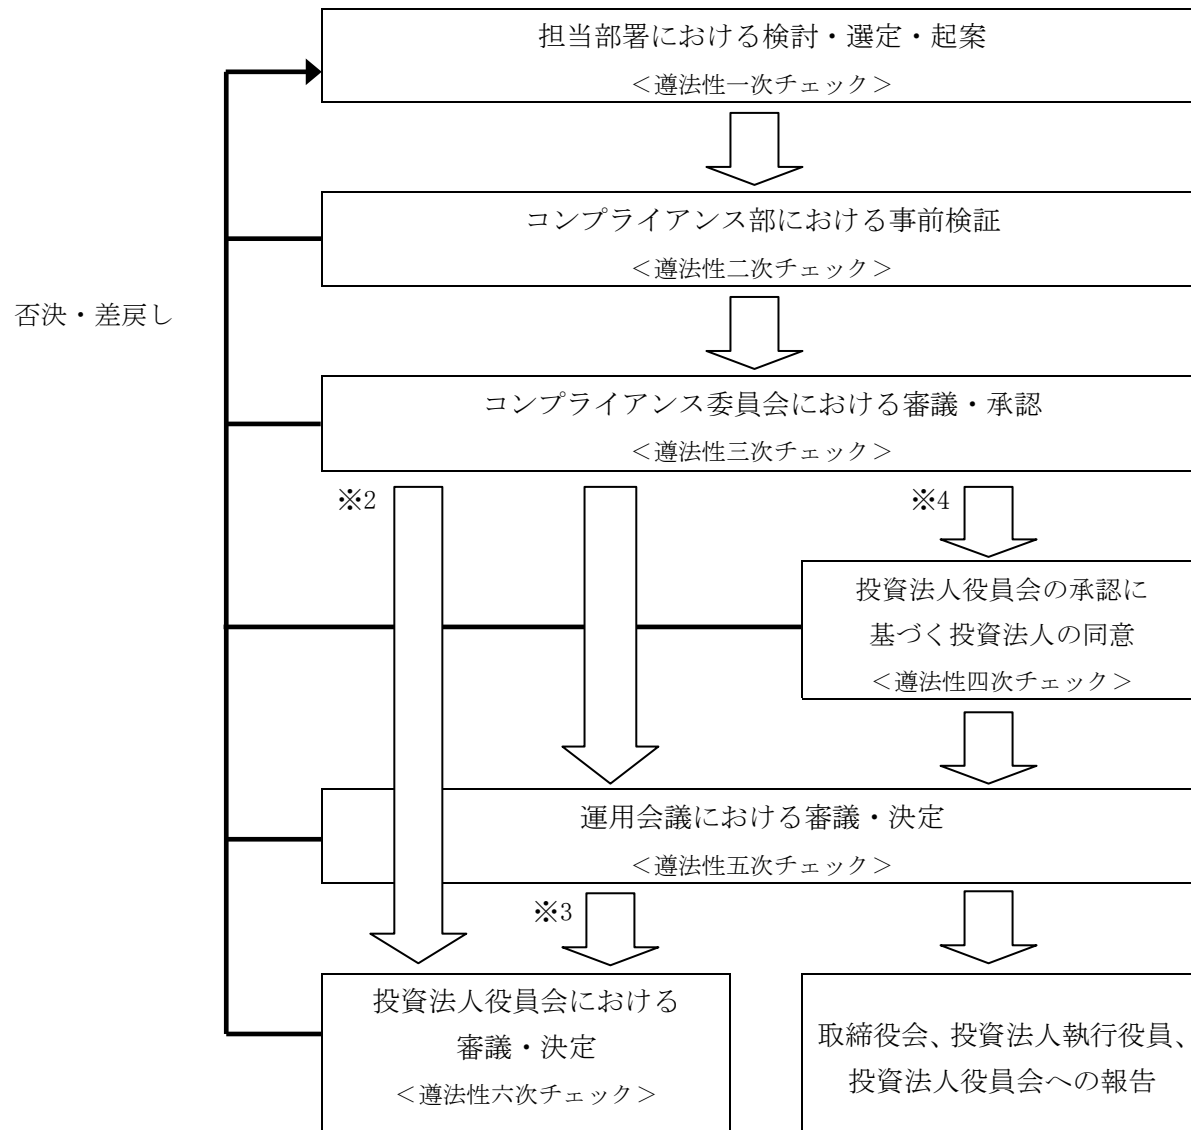 担当部署における検討・選定・起案
＜遵法性一次チェック＞
コンプライアンス部における事前検証
＜遵法性二次チェック＞
否決・差戻し
コンプライアンス委員会における審議・承認
＜遵法性三次チェック＞
※2
※4
投資法人役員会の承認に
基づく投資法人の同意
＜遵法性四次チェック＞
運用会議における審議・決定
＜遵法性五次チェック＞
※3
投資法人役員会における
審議・決定
＜遵法性六次チェック＞
取締役会、投資法人執行役員、
投資法人役員会への報告